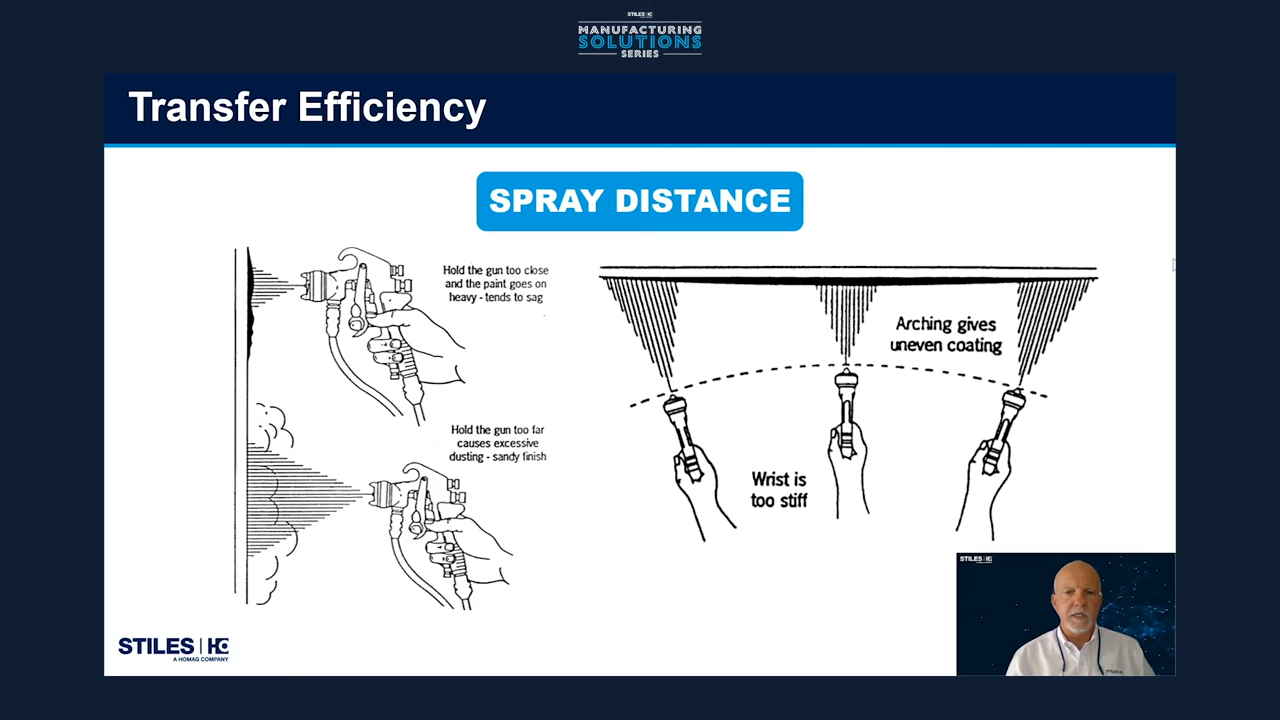 STILES | HC
MANUFACTURING
SOLUTIONS
SERIES
Transfer Efficiency
SPRAY DISTANCE
Hold the gun too close
and the paint goes on
heavy - tends to sag
Hold the gun too far
causes excessive
dusting - sandy finish
Arching gives
uneven coating
Wrist is
too stiff
STILES | HC
A HOMAG COMPANY
STILES | HC
STILES | HC